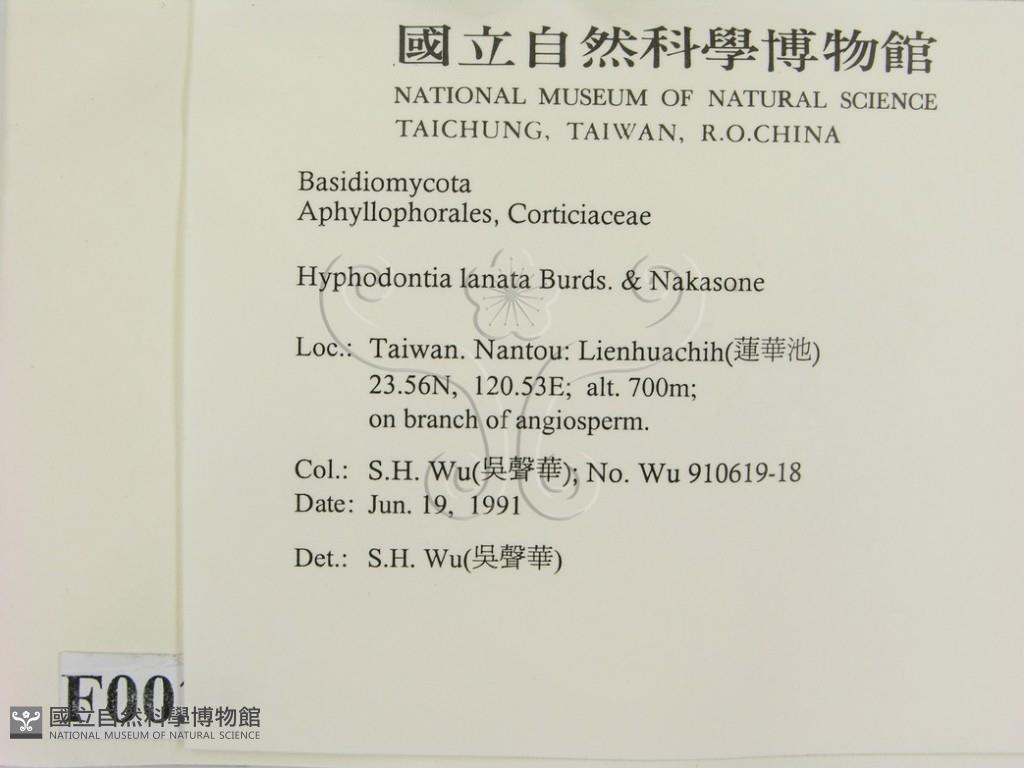 國立自然科學博物館
NATIONAL MUSEUM OF NATURAL SCIENCE
TAICHUNG, TAIWAN, R.O.CHINA
Basidiomycota
Aphyllophorales, Corticiaceae
Hyphodontia lanata Burds. & Nakasone
Loc.: Taiwan. Nantou: Lienhuachih(蓮華池)
23.56N, 120.53E; alt. 700m;
on branch of angiosperm.
Col.: S.H. Wu(吳聲華); No. Wu 910619-18
Date: Jun. 19, 1991
Det.: S.H. Wu(吳聲華)
F00
國立自然科學博物館
NATIONAL MUSEUM OF NATURAL SCIENCE